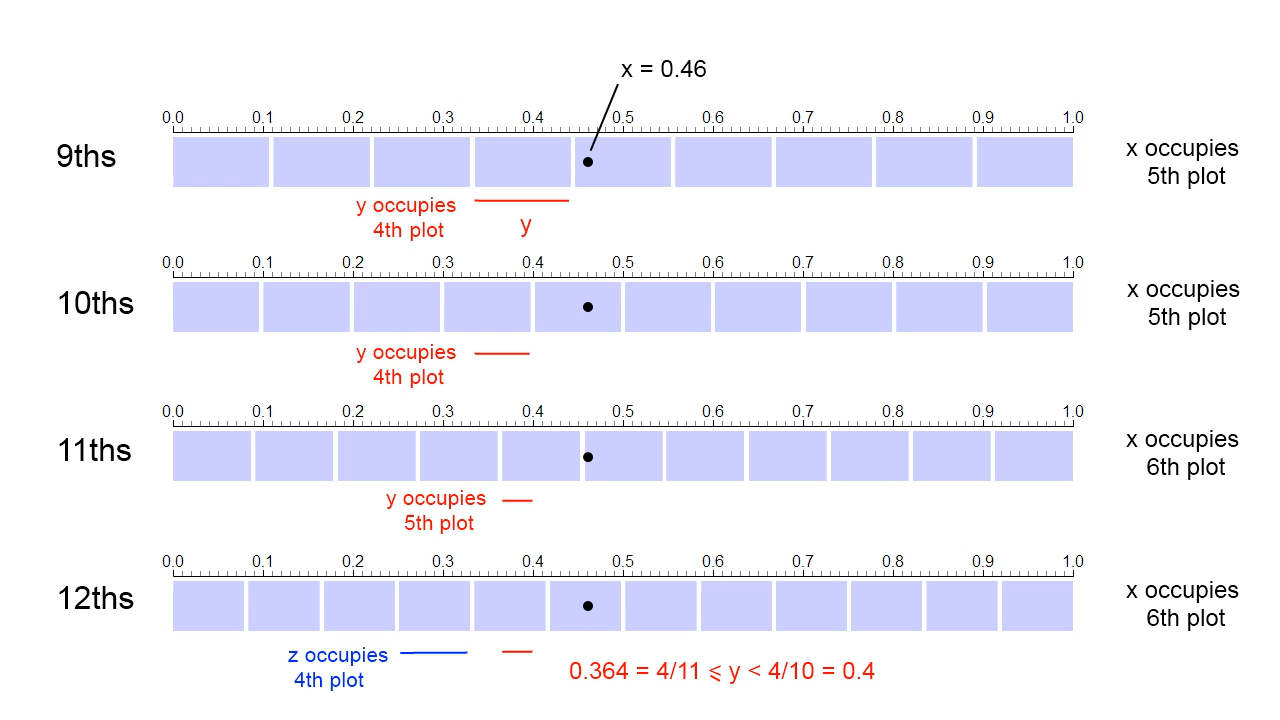 x = 0.46
0.0 0.1 0.2 0.3 0.4 0.5 0.6 0.7 0.8 0.9 1.0
9ths
x occupies
5th plot
y occupies
4th plot
y
0.0 0.1 0.2 0.3 0.4 0.5 0.6 0.7 0.8 0.9 1.0
10ths
x occupies
5th plot
y occupies
4th plot
0.0 0.1 0.2 0.3 0.4 0.5 0.6 0.7 0.8 0.9 1.0
11ths
x occupies
6th plot
y occupies
5th plot
0.0 0.1 0.2 0.3 0.4 0.5 0.6 0.7 0.8 0.9 1.0
12ths
x occupies
6th plot
z occupies
4th plot
0.364 = 4/11 ⩽ y < 4/10 = 0.4